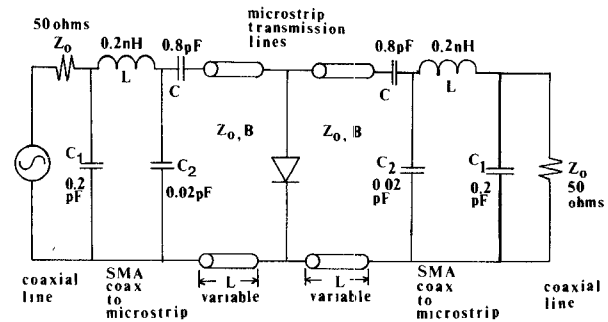 50 ohms
Zo
0.2nH
L
0.8pF
C
microstrip
transmission
lines
0.8pF
C
0.2nH
L
C1
0.2
pF
C2
0.02pF
Zo, B
Zo, B
C2
0.02
pF
C1
0.2
pF
Zo
50
ohms
coaxial
line
SMA
coax
to
microstrip
L
variable
L
variable
SMA
coax
to
microstrip
coaxial
line